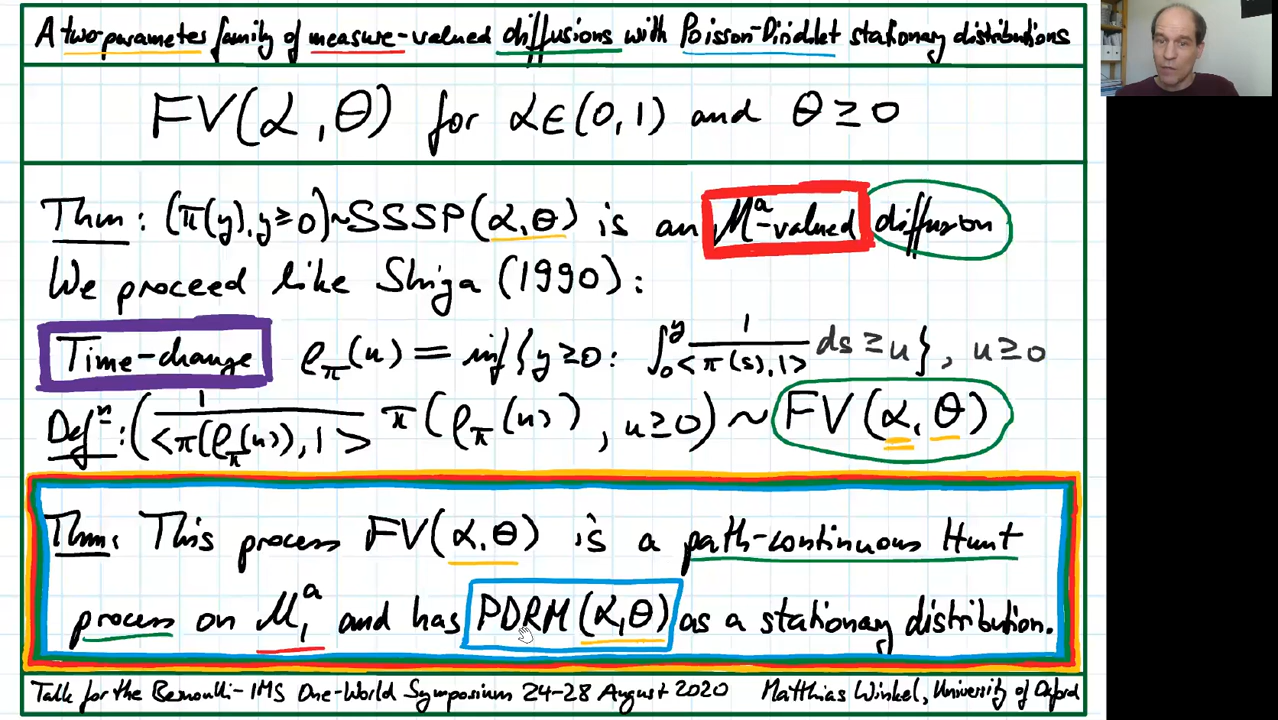 A two-parameter family of measure-valued diffusions with Poisson-Dirichlet stationary distributions
FV(α,θ) for α∈(0,1) and θ≥0
Thm: (π(y),y≥0)~SSSP(α,θ) is an 𝓜ᵃ-valued diffusion
We proceed like Shiga (1990):
Time-change ρ_π(u) = inf{y≥0: ∫₀^y 1/<π(s),1> ds ≥ u}, u≥0
Defⁿ: (1/<π(ρ_π(u)),1> π(ρ_π(u)), u≥0) ~ FV(α,θ)
Thm: This process FV(α,θ) is a path-continuous Hunt
process on 𝓜₁ᵃ and has PDRM(α,θ) as a stationary distribution.
Talk for the Bernoulli-IMS One-World Symposium 24-28 August 2020 Matthias Winkel, University of Oxford